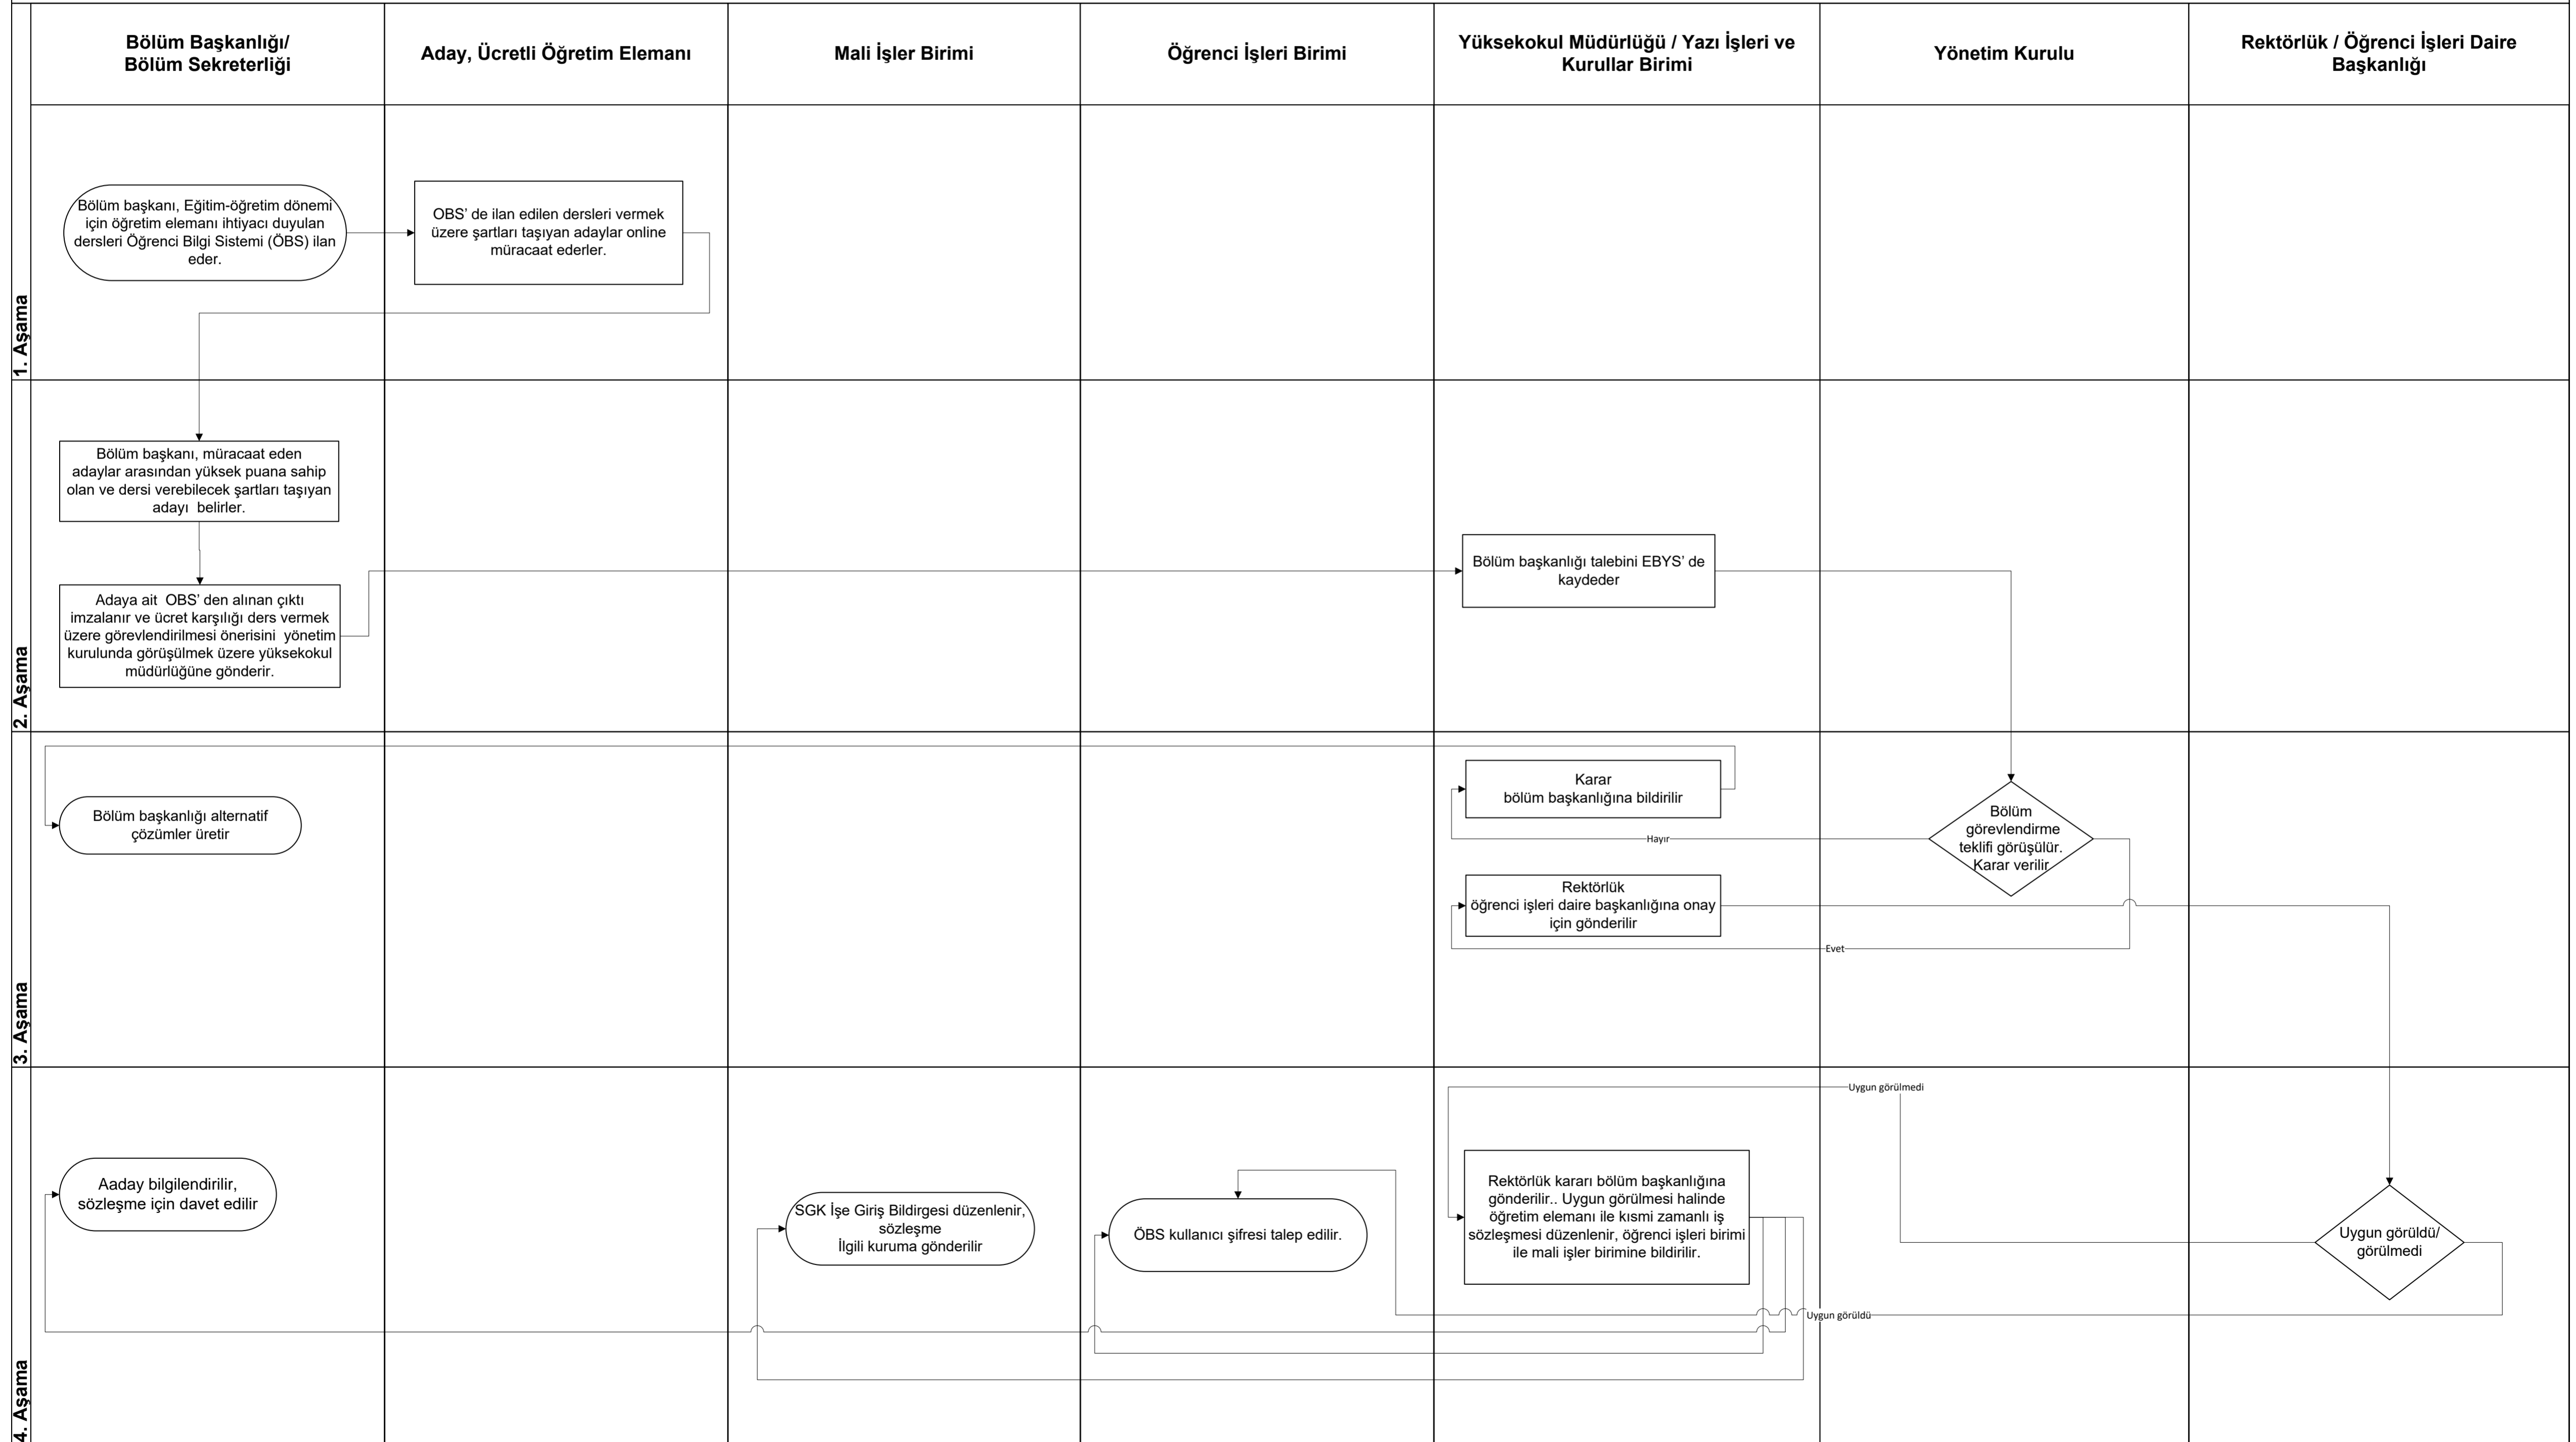 Bölüm Başkanlığı/
Bölüm Sekreterliği
Aday, Ücretli Öğretim Elemanı
Mali İşler Birimi
Öğrenci İşleri Birimi
Yüksekokul Müdürlüğü / Yazı İşleri ve
Kurullar Birimi
Yönetim Kurulu
Rektörlük / Öğrenci İşleri Daire
Başkanlığı
1. Aşama
Bölüm başkanı, Eğitim-öğretim dönemi
için öğretim elemanı ihtiyacı duyulan
dersleri Öğrenci Bilgi Sistemi (ÖBS) ilan
eder.
OBS’ de ilan edilen dersleri vermek
üzere şartları taşıyan adaylar online
müracaat ederler.
2. Aşama
Bölüm başkanı, müracaat eden
adaylar arasından yüksek puana sahip
olan ve dersi verebilecek şartları taşıyan
adayı belirler.
Adaya ait OBS’ den alınan çıktı
imzalanır ve ücret karşılığı ders vermek
üzere görevlendirilmesi önerisini yönetim
kurulunda görüşülmek üzere yüksekokul
müdürlüğüne gönderir.
Bölüm başkanlığı talebini EBYS’ de
kaydeder
3. Aşama
Bölüm başkanlığı alternatif
çözümler üretir
Karar
bölüm başkanlığına bildirilir
Hayır
Bölüm
görevlendirme
teklifi görüşülür.
Karar verilir
Rektörlük
öğrenci işleri daire başkanlığına onay
için gönderilir
Evet
4. Aşama
Uygun görülmedi
Aaday bilgilendirilir,
sözleşme için davet edilir
SGK İşe Giriş Bildirgesi düzenlenir,
sözleşme
İlgili kuruma gönderilir
ÖBS kullanıcı şifresi talep edilir.
Rektörlük kararı bölüm başkanlığına
gönderilir.. Uygun görülmesi halinde
öğretim elemanı ile kısmi zamanlı iş
sözleşmesi düzenlenir, öğrenci işleri birimi
ile mali işler birimine bildirilir.
Uygun görüldü/
görülmedi
Uygun görüldü